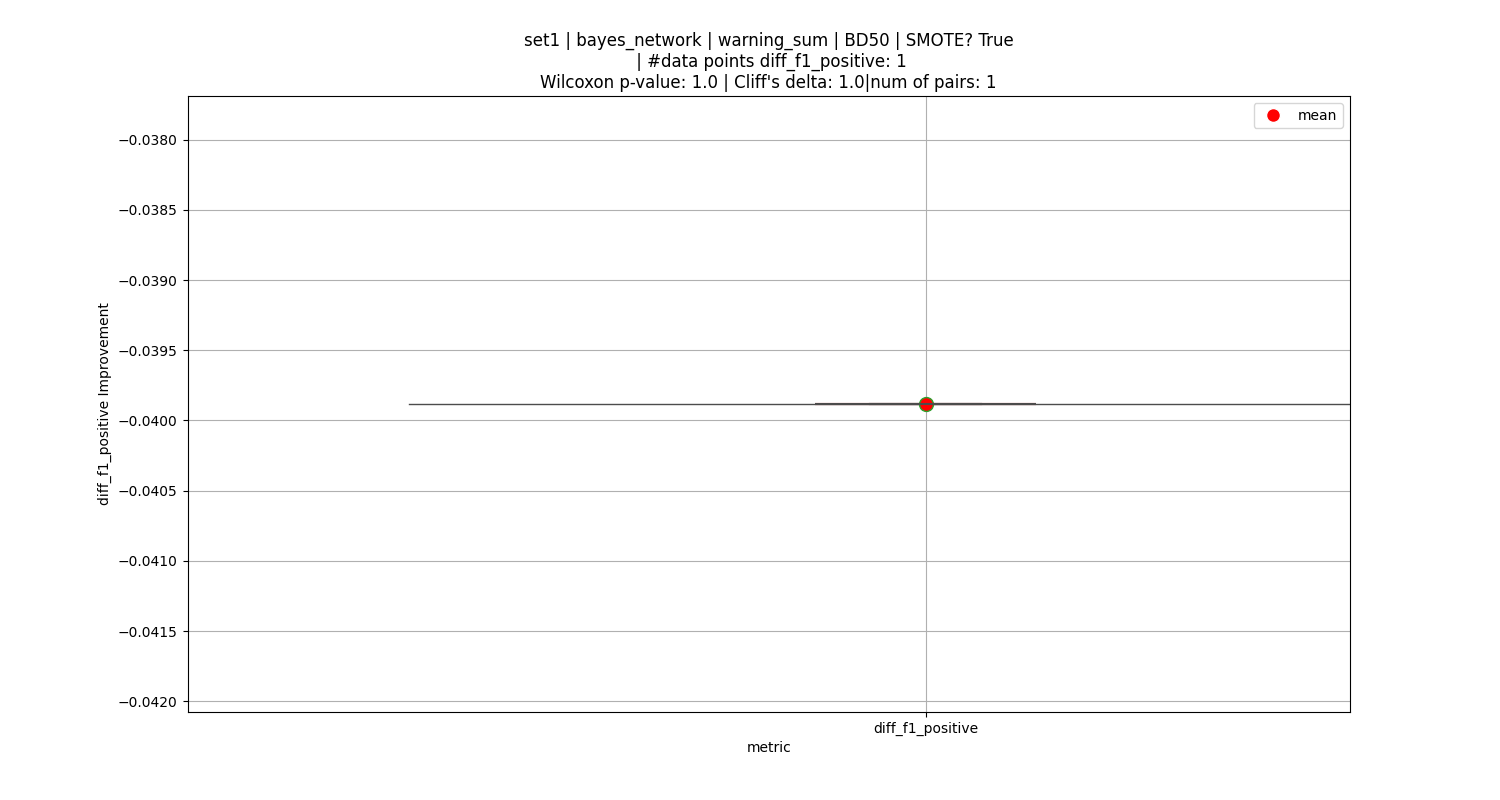 set1 | bayes_network | warning_sum | BD50 | SMOTE? True
| #data points diff_f1_positive: 1
Wilcoxon p-value: 1.0 | Cliff's delta: 1.0|num of pairs: 1
mean
−0.0380
−0.0385
−0.0390
−0.0395
−0.0400
−0.0405
−0.0410
−0.0415
−0.0420
diff_f1_positive Improvement
diff_f1_positive
metric